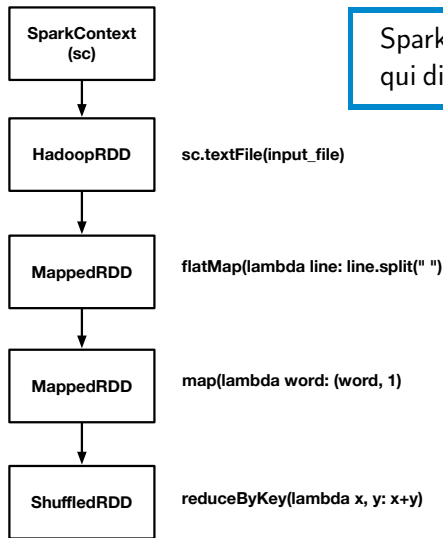 SparkContext
(sc)
Spark
qui di
HadoopRDD
sc.textFile(input_file)
MappedRDD
flatMap(lambda line: line.split(" ")
MappedRDD
map(lambda word: (word, 1)
ShuffledRDD
reduceByKey(lambda x, y: x+y)